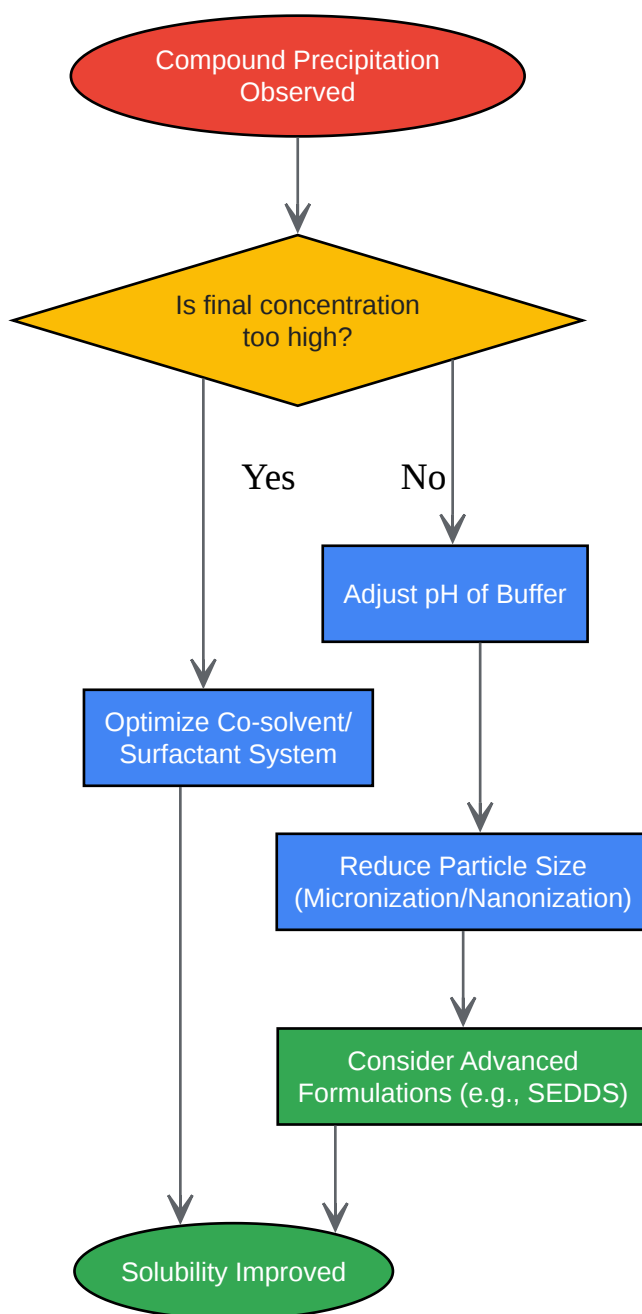 Compound Precipitation
Observed
Is final concentration
too high?
Yes
No
Adjust pH of Buffer
Optimize Co-solvent/
Surfactant System
Reduce Particle Size
(Micronization/Nanonization)
Consider Advanced
Formulations (e.g., SEDDS)
Solubility Improved